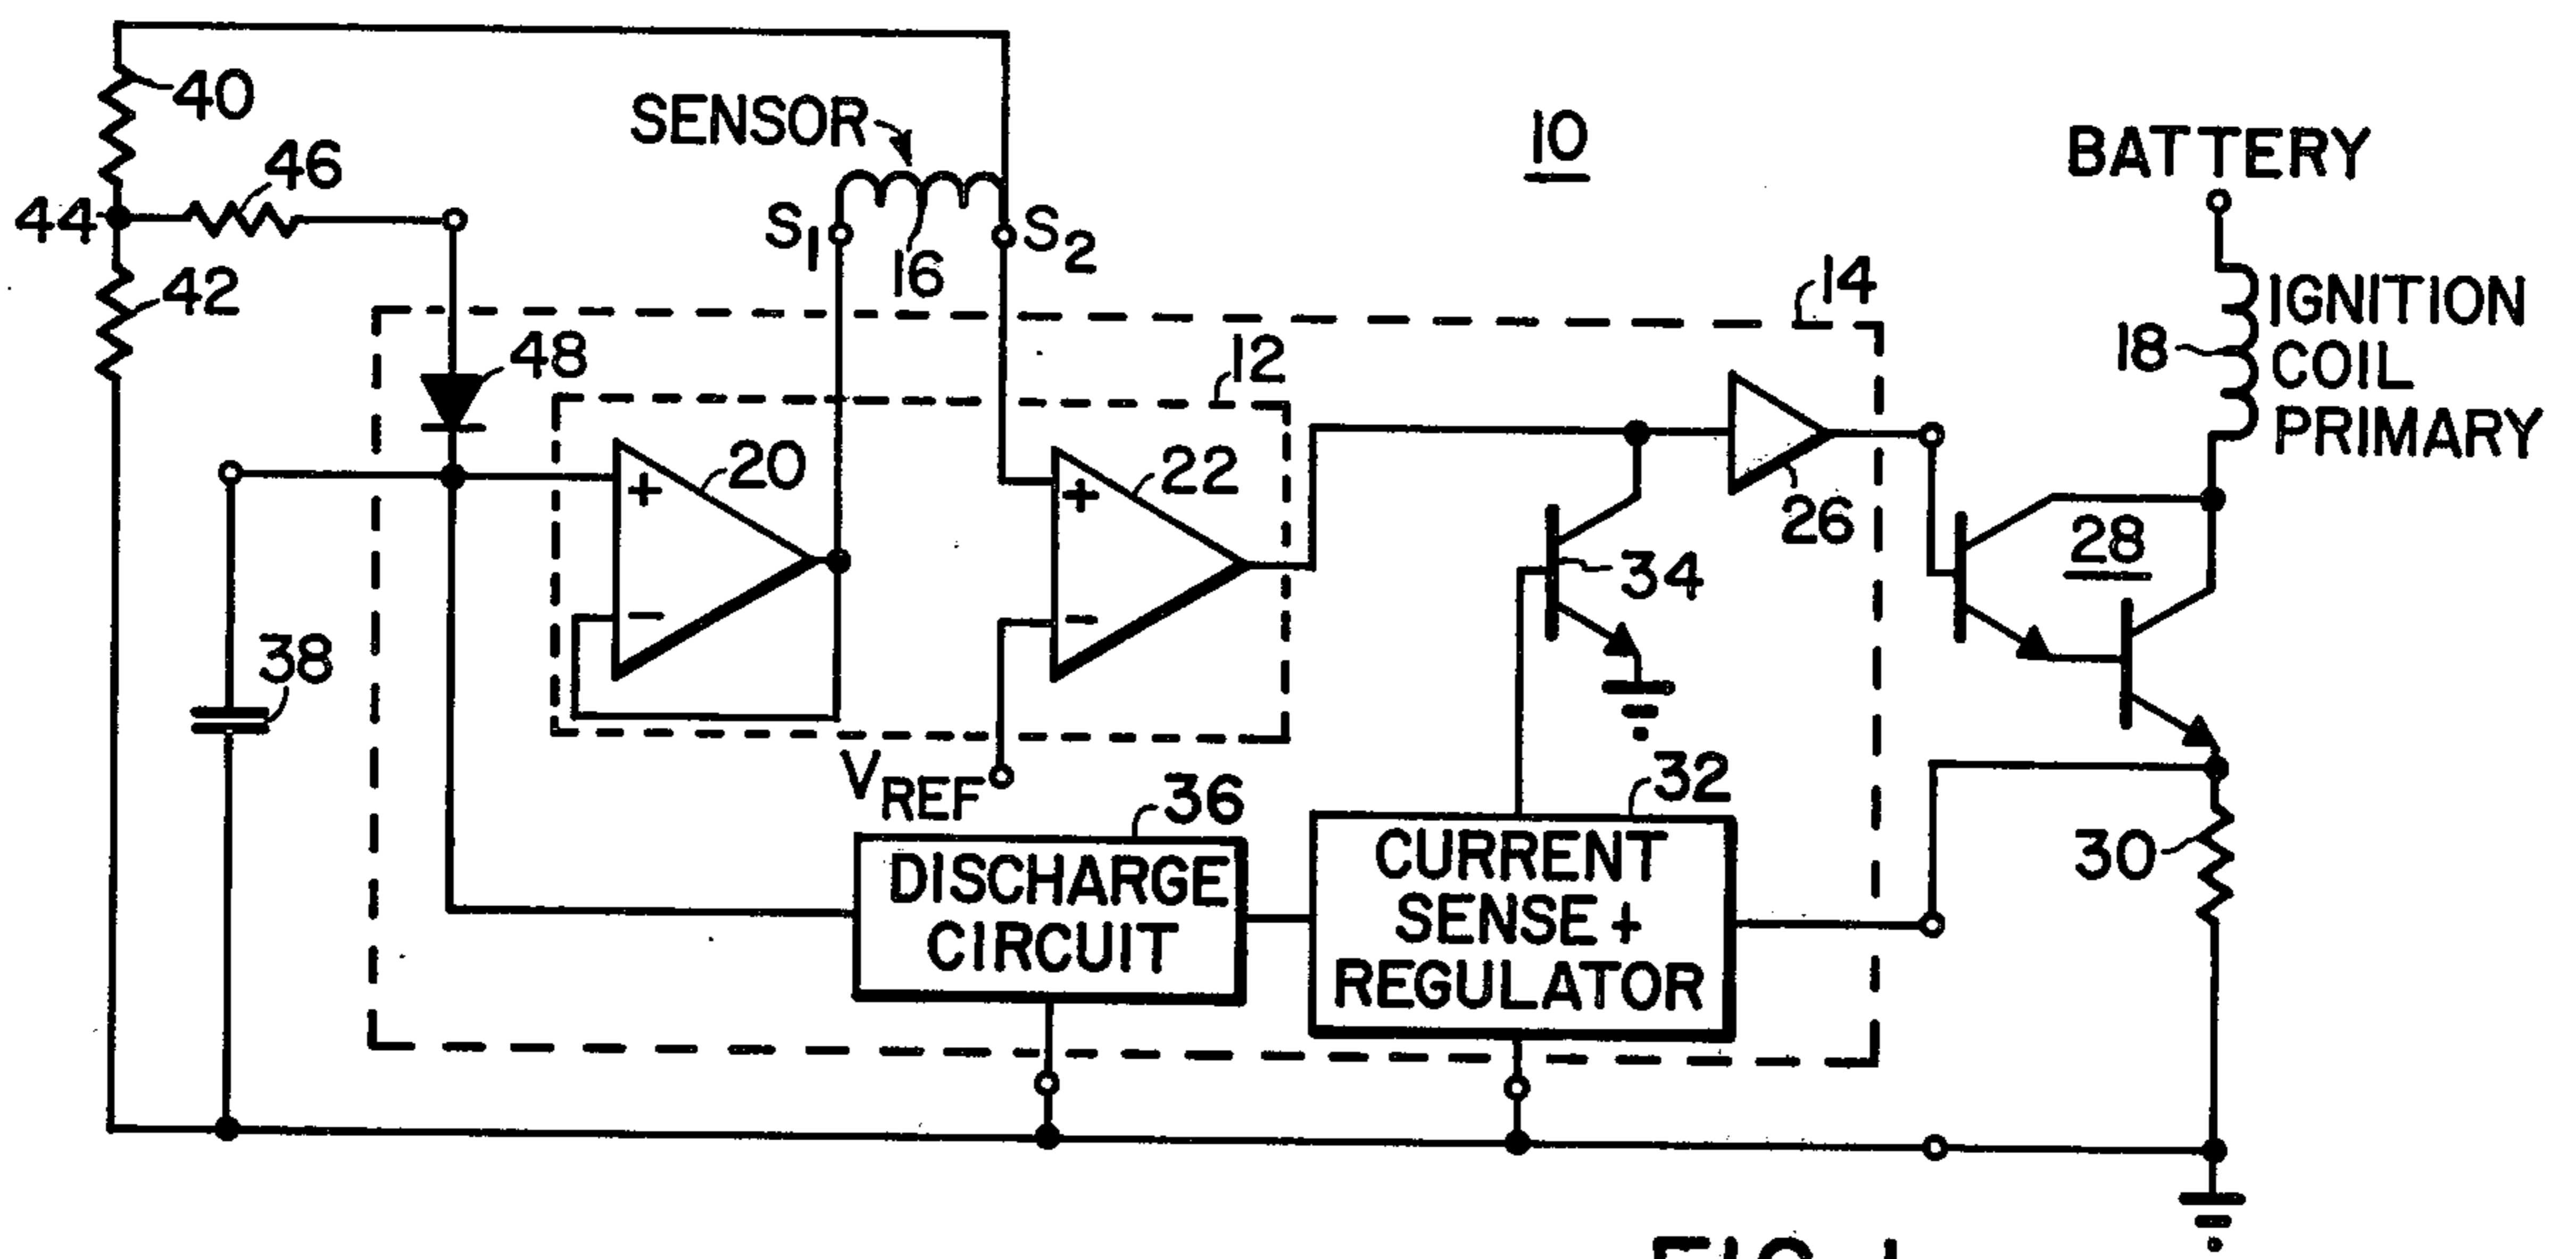 40
SENSOR
10
BATTERY
46
44
S1
S2
16
42
14
IGNITION
COIL
PRIMARY
18
48
12
20
22
+
+
26
28
34
−
−
38
VREF
36
32
DISCHARGE
CIRCUIT
CURRENT
SENSE +
REGULATOR
30